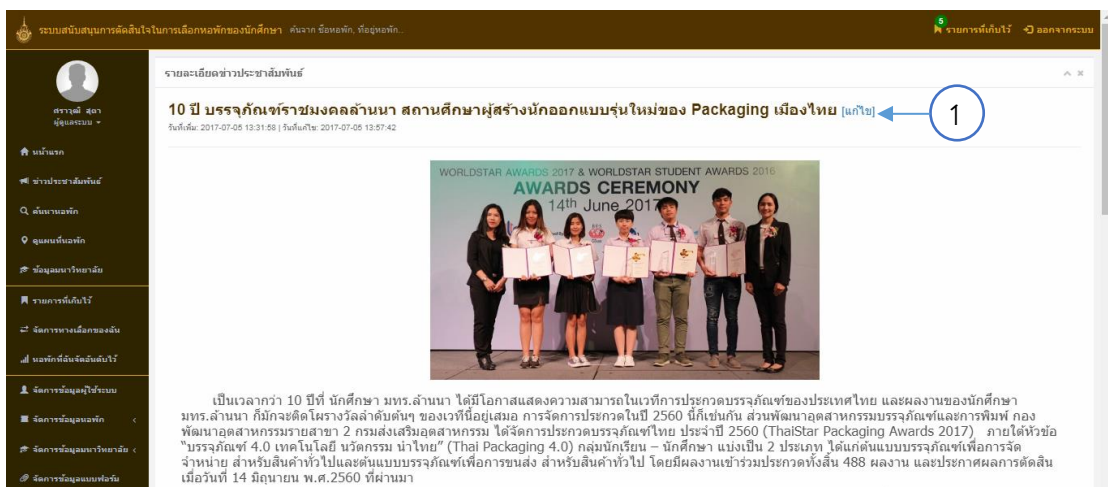 ระบบสนับสนุนการตัดสินใจในการเลือกหอพักของนักศึกษา ค้นจาก ชื่อหอพัก, ที่อยู่หอพัก..
5
รายการที่เก็บไว้
ออกจากระบบ
ศราวุฒิ สุตา
ผู้ดูแลระบบ
หน้าแรก
ข่าวประชาสัมพันธ์
ค้นหาหอพัก
ดูแผนที่หอพัก
ข้อมูลมหาวิทยาลัย
รายการที่เก็บไว้
จัดการทางเลือกของฉัน
หอพักที่ฉันจัดอันดับไว้
จัดการข้อมูลผู้ใช้ระบบ
จัดการข้อมูลหอพัก
จัดการข้อมูลมหาวิทยาลัย
จัดการข้อมูลแบบฟอร์ม
รายละเอียดข่าวประชาสัมพันธ์
10 ปี บรรจุภัณฑ์ราชมงคลล้านนา สถานศึกษาผู้สร้างนักออกแบบรุ่นใหม่ของ Packaging เมืองไทย [แก้ไข]
1
วันที่เพิ่ม: 2017-07-05 13:31:58 | วันที่แก้ไข: 2017-07-05 13:57:42
WORLDSTAR AWARDS 2017 & WORLDSTAR STUDENT AWARDS 2016
AWARDS CEREMONY
14th June 2017
เป็นเวลากว่า 10 ปีที่ นักศึกษา มทร.ล้านนา ได้มีโอกาสแสดงความสามารถในเวทีการประกวดบรรจุภัณฑ์ของประเทศไทย และผลงานของนักศึกษา
มทร.ล้านนา ก็มักจะติดโผรางวัลลำดับต้นๆ ของเวทีนี้อยู่เสมอ การจัดการประกวดในปี 2560 นี้ก็เช่นกัน ส่วนพัฒนาอุตสาหกรรมบรรจุภัณฑ์และการพิมพ์ กอง
พัฒนาอุตสาหกรรมรายสาขา 2 กรมส่งเสริมอุตสาหกรรม ได้จัดการประกวดบรรจุภัณฑ์ไทย ประจำปี 2560 (ThaiStar Packaging Awards 2017) ภายใต้หัวข้อ
"บรรจุภัณฑ์ 4.0 เทคโนโลยี นวัตกรรม นำไทย" (Thai Packaging 4.0) กลุ่มนักเรียน – นักศึกษา แบ่งเป็น 2 ประเภท ได้แก่ต้นแบบบรรจุภัณฑ์เพื่อการจัด
จำหน่าย สำหรับสินค้าทั่วไปและต้นแบบบรรจุภัณฑ์เพื่อการขนส่ง สำหรับสินค้าทั่วไป โดยมีผลงานเข้าร่วมประกวดทั้งสิ้น 488 ผลงาน และประกาศผลการตัดสิน
เมื่อวันที่ 14 มิถุนายน พ.ศ.2560 ที่ผ่านมา